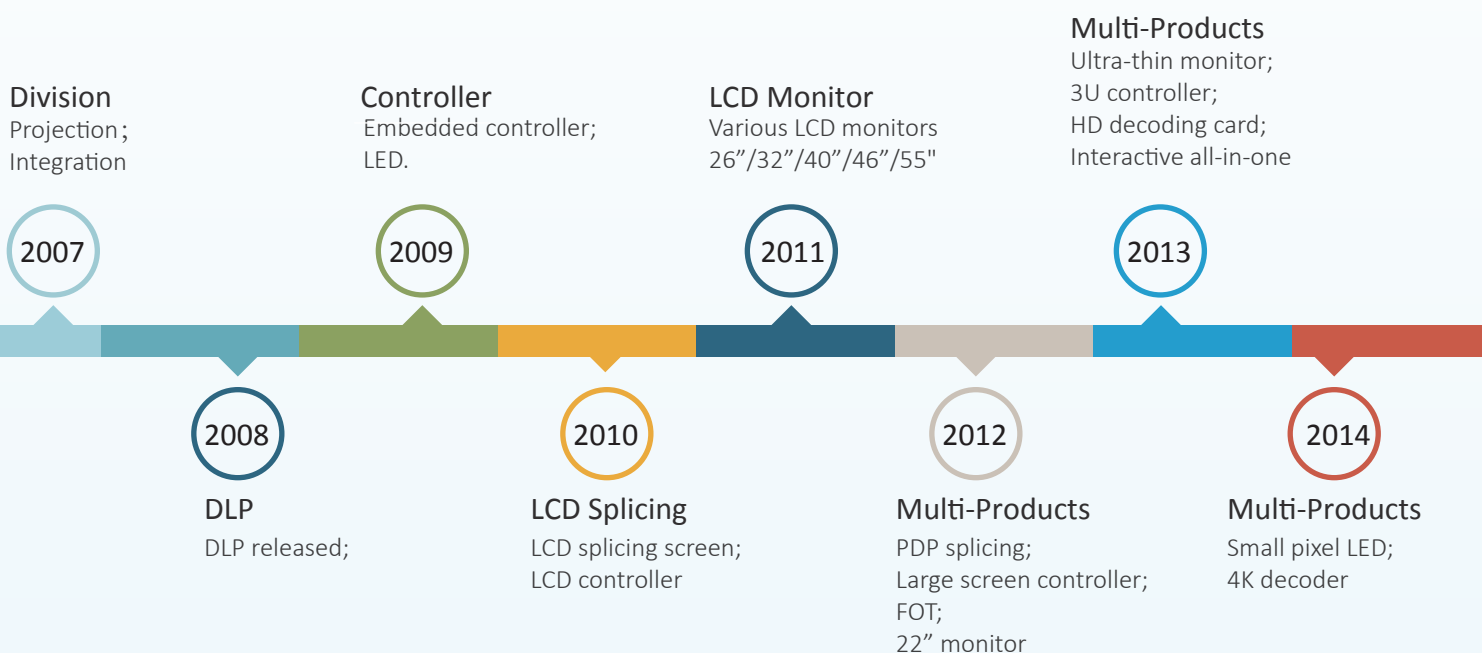 Division
Projection；
Integration
2007
DLP
DLP released;
2008
Controller
Embedded controller;
LED.
2009
LCD Splicing
LCD splicing screen;
LCD controller
2010
LCD Monitor
Various LCD monitors
26”/32”/40”/46”/55"
2011
Multi-Products
PDP splicing;
Large screen controller;
FOT;
22” monitor
2012
Multi-Products
Ultra-thin monitor;
3U controller;
HD decoding card;
Interactive all-in-one
2013
Multi-Products
Small pixel LED;
4K decoder
2014